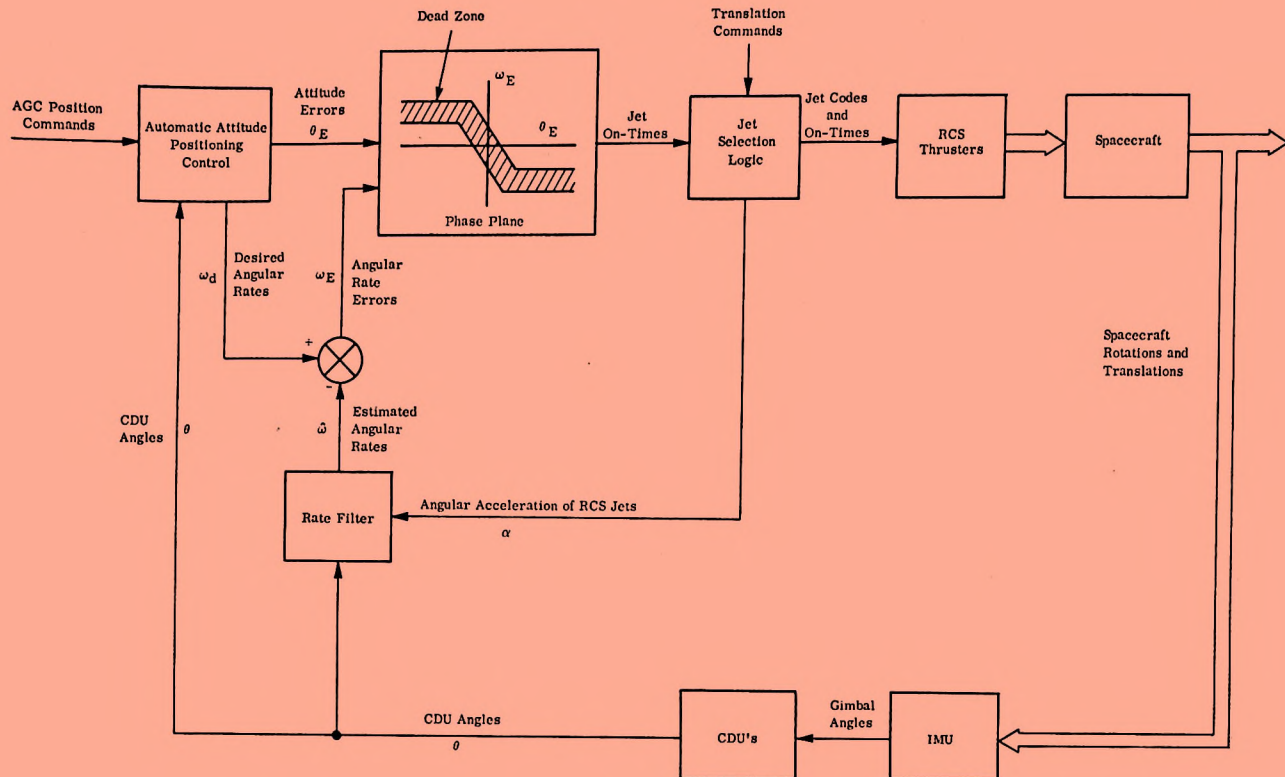 Dead Zone
Translation
Commands
AGC Position
Commands
Automatic Attitude
Positioning
Control
Attitude
Errors
θE
ωE
θE
Phase Plane
Jet
On-Times
Jet
Selection
Logic
Jet Codes
and
On-Times
RCS
Thrusters
Spacecraft
ωd
Desired
Angular
Rates
ωE
Angular
Rate
Errors
+
-
CDU
Angles
θ
ω̂
Estimated
Angular
Rates
Spacecraft
Rotations and
Translations
Rate Filter
Angular Acceleration of RCS Jets
α
CDU Angles
θ
CDU's
Gimbal
Angles
IMU